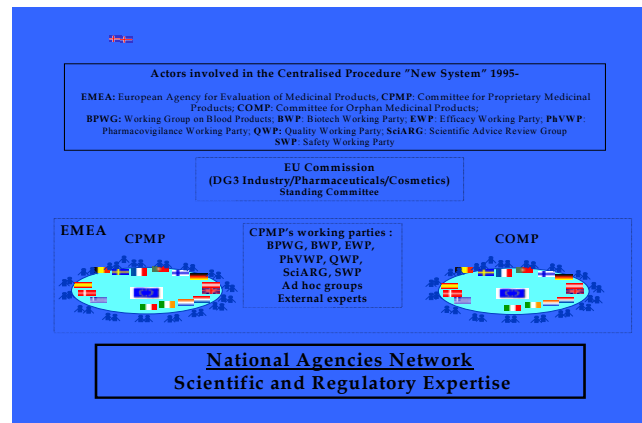 Actors involved in the Centralised Procedure "New System" 1995-
EMEA: European Agency for Evaluation of Medicinal Products, CPMP: Committee for Proprietary Medicinal
Products; COMP: Committee for Orphan Medicinal Products;
BPWG: Working Group on Blood Products; BWP: Biotech Working Party; EWP: Efficacy Working Party; PhVWP:
Pharmacovigilance Working Party; QWP: Quality Working Party; SciARG: Scientific Advice Review Group
SWP: Safety Working Party
EU Commission
(DG3 Industry/Pharmaceuticals/Cosmetics)
Standing Committee
EMEA
CPMP
CPMP's working parties :
BPWG, BWP, EWP,
PhVWP, QWP,
SciARG, SWP
Ad hoc groups
External experts
COMP
National Agencies Network
Scientific and Regulatory Expertise